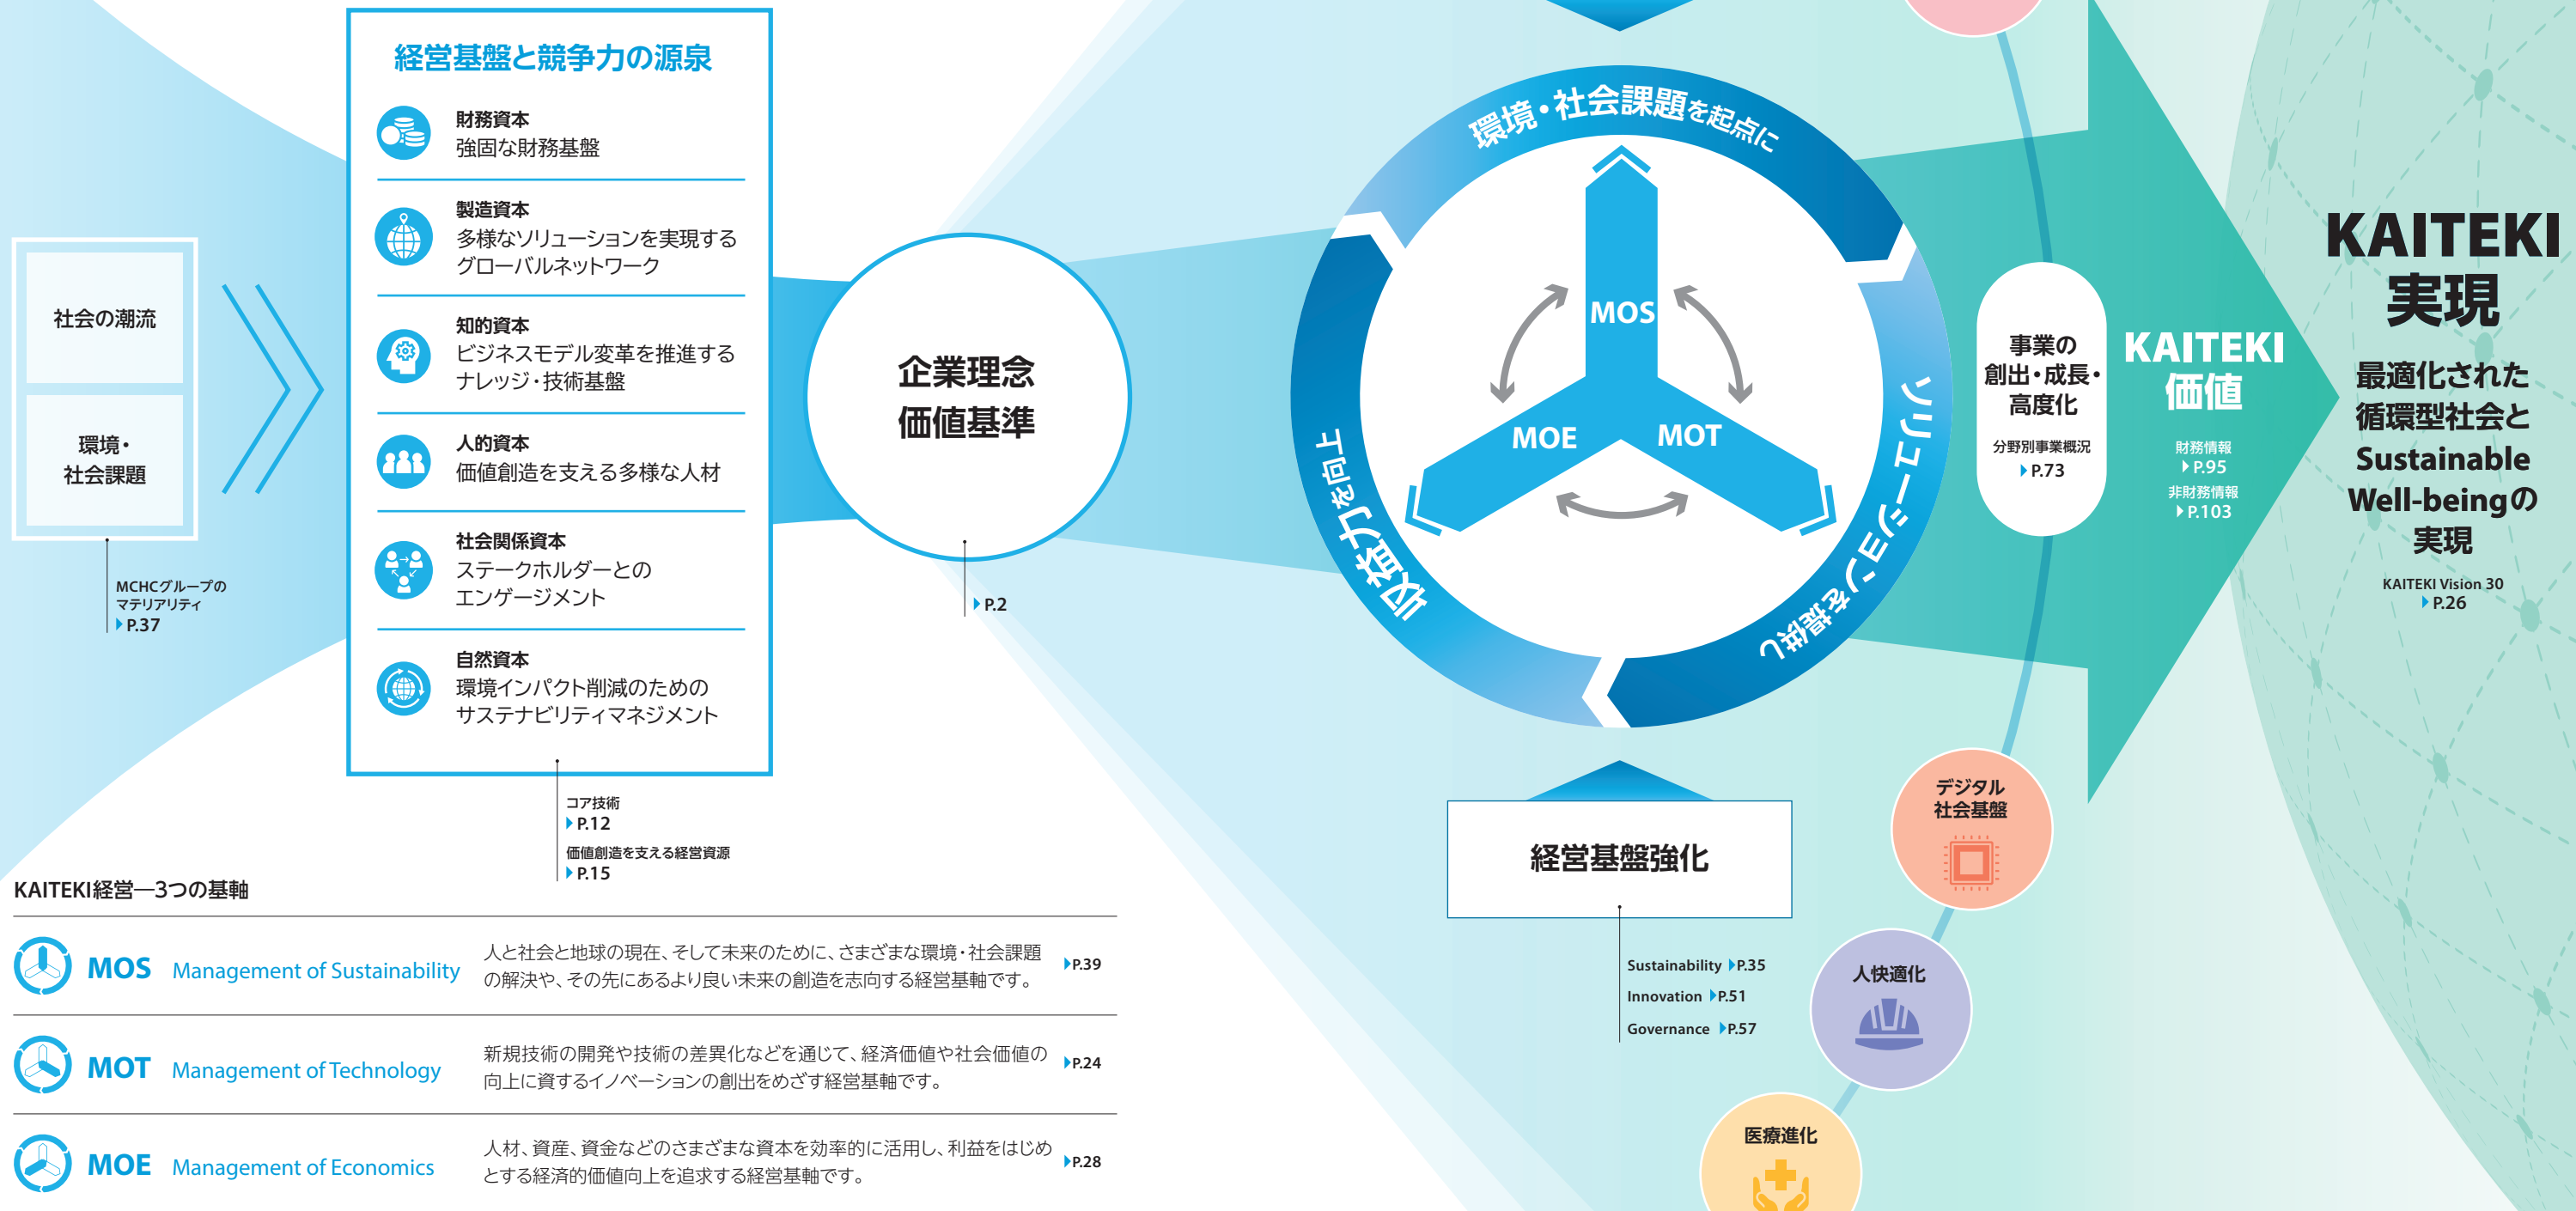 社会の潮流
環境・
社会課題
MCHCグループの
マテリアリティ
P.37
経営基盤と競争力の源泉
財務資本
強固な財務基盤
製造資本
多様なソリューションを実現する
グローバルネットワーク
知的資本
ビジネスモデル変革を推進する
ナレッジ・技術基盤
人的資本
価値創造を支える多様な人材
社会関係資本
ステークホルダーとの
エンゲージメント
自然資本
環境インパクト削減のための
サステナビリティマネジメント
コア技術
P.12
価値創造を支える経営資源
P.15
企業理念
価値基準
P.2
環境・社会課題を起点に
ソリューションを提供し
収益力を向上
MOS
MOE
MOT
経営基盤強化
Sustainability P.35
Innovation P.51
Governance P.57
事業の
創出・成長・
高度化
分野別事業概況
P.73
デジタル
社会基盤
人快適化
医療進化
KAITEKI
価値
財務情報
P.95
非財務情報
P.103
KAITEKI
実現
最適化された
循環型社会と
Sustainable
Well-beingの
実現
KAITEKI Vision 30
P.26
KAITEKI経営―3つの基軸
MOS Management of Sustainability
人と社会と地球の現在、そして未来のために、さまざまな環境・社会課題
の解決や、その先にあるより良い未来の創造を志向する経営基軸です。
P.39
MOT Management of Technology
新規技術の開発や技術の差異化などを通じて、経済価値や社会価値の
向上に資するイノベーションの創出をめざす経営基軸です。
P.24
MOE Management of Economics
人材、資産、資金などのさまざまな資本を効率的に活用し、利益をはじめ
とする経済的価値向上を追求する経営基軸です。
P.28